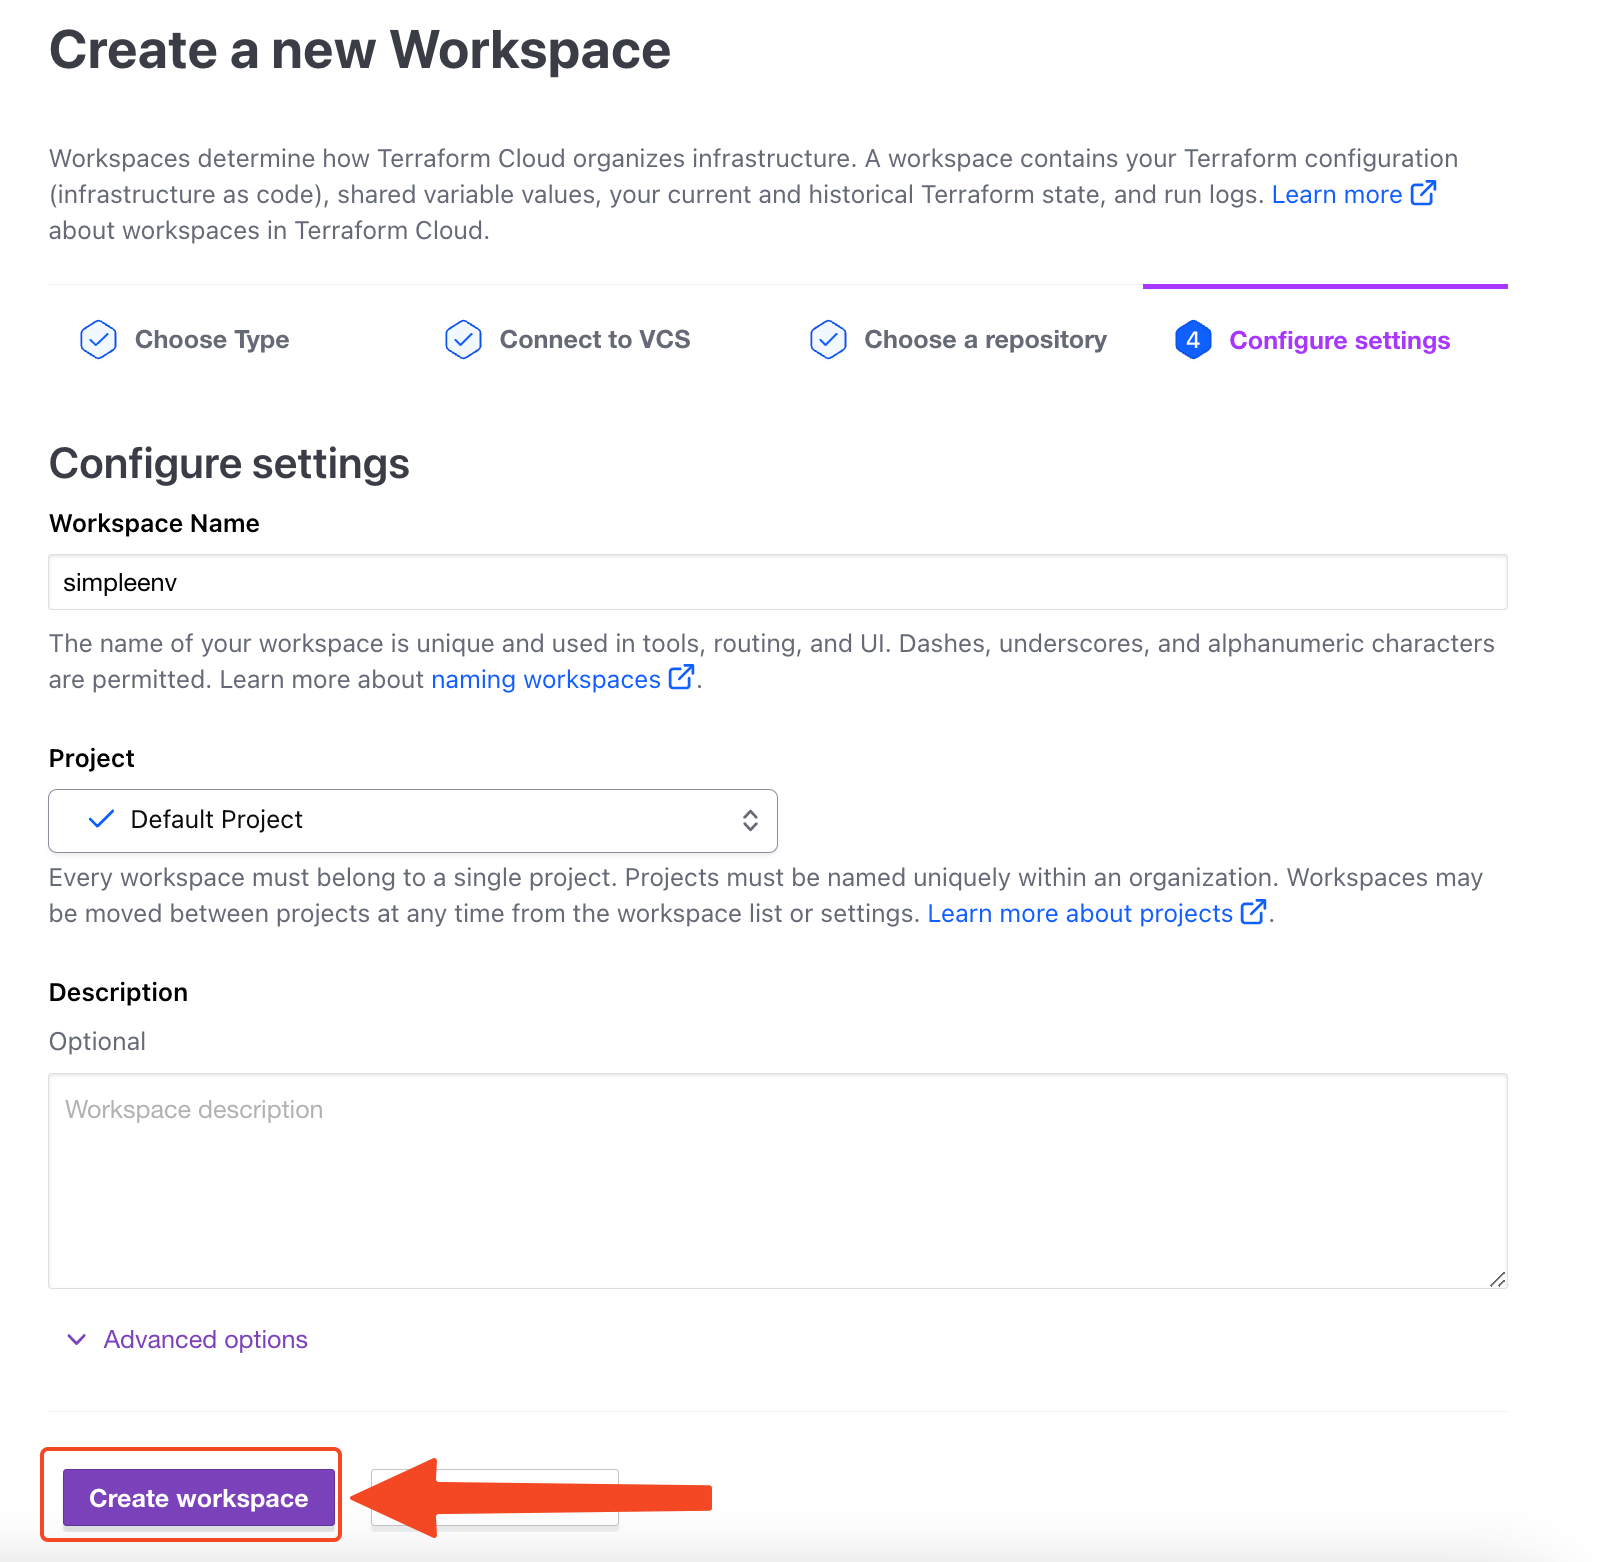 Create a new Workspace
Workspaces determine how Terraform Cloud organizes infrastructure. A workspace contains your Terraform configuration
(infrastructure as code), shared variable values, your current and historical Terraform state, and run logs. Learn more
about workspaces in Terraform Cloud.
Choose Type
Connect to VCS
Choose a repository
4 Configure settings
Configure settings
Workspace Name
simpleenv
The name of your workspace is unique and used in tools, routing, and UI. Dashes, underscores, and alphanumeric characters
are permitted. Learn more about naming workspaces.
Project
Default Project
Every workspace must belong to a single project. Projects must be named uniquely within an organization. Workspaces may
be moved between projects at any time from the workspace list or settings. Learn more about projects.
Description
Optional
Workspace description
Advanced options
Create workspace